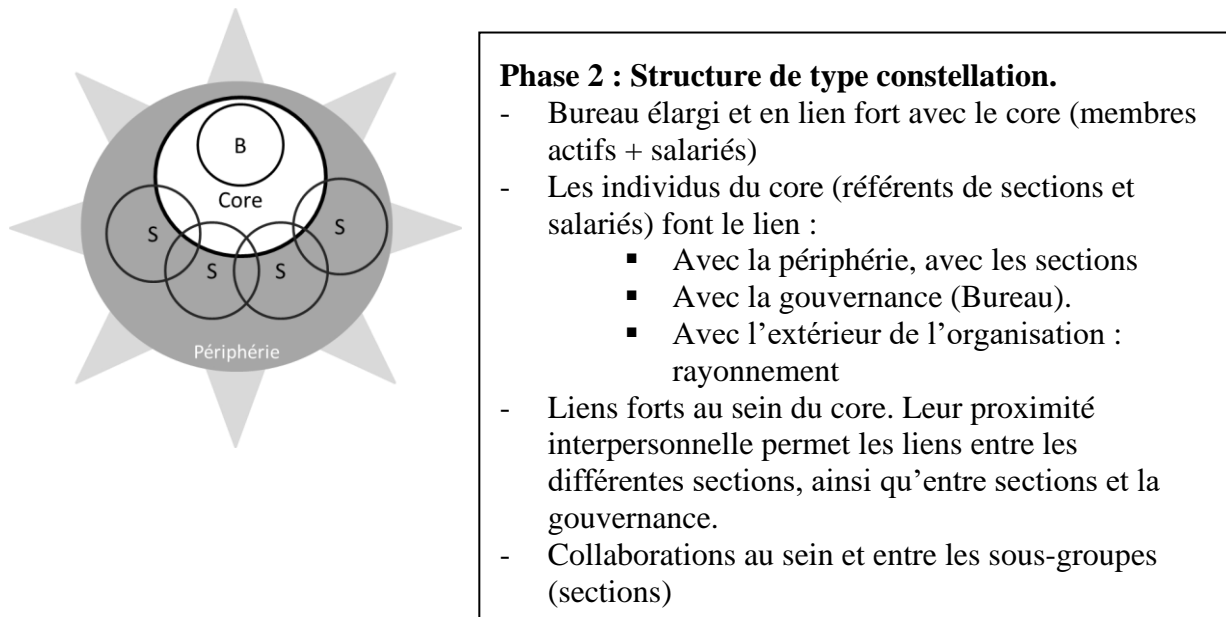 B
Core
S
S
S
S
Périphérie
Phase 2 : Structure de type constellation.
- Bureau élargi et en lien fort avec le core (membres
actifs + salariés)
- Les individus du core (référents de sections et
salariés) font le lien :
▪ Avec la périphérie, avec les sections
▪ Avec la gouvernance (Bureau).
▪ Avec l’extérieur de l’organisation :
rayonnement
- Liens forts au sein du core. Leur proximité
interpersonnelle permet les liens entre les
différentes sections, ainsi qu’entre sections et la
gouvernance.
- Collaborations au sein et entre les sous-groupes
(sections)